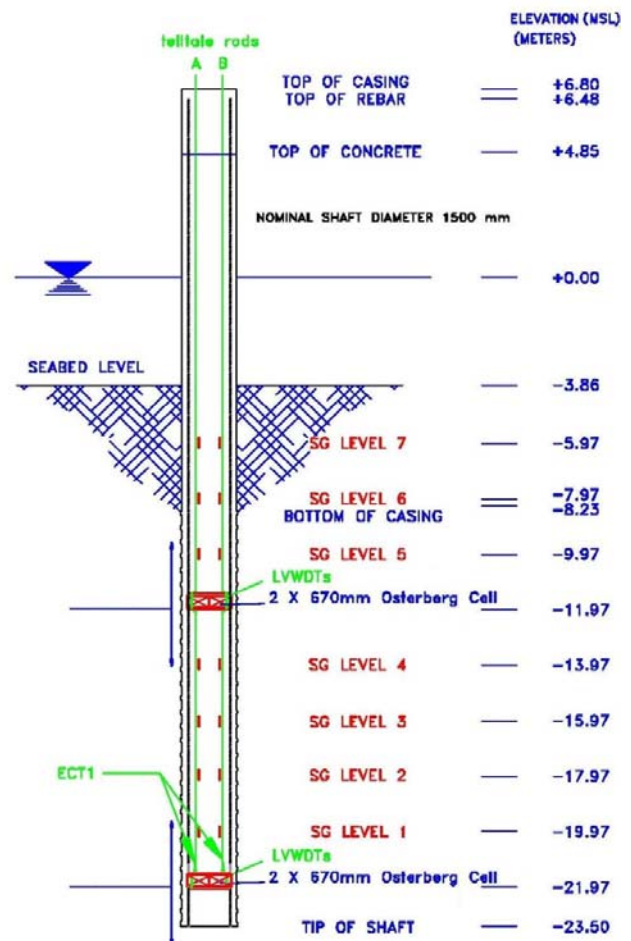 ELEVATION (MSL)
(METERS)
telltale rods
A B
TOP OF CASING +6.80
TOP OF REBAR +6.48
TOP OF CONCRETE +4.85
NOMINAL SHAFT DIAMETER 1500 mm
+0.00
SEABED LEVEL -3.86
SG LEVEL 7 -5.97
SG LEVEL 6 -7.97
BOTTOM OF CASING -8.23
SG LEVEL 5 -9.97
LVWDTs
2 X 670mm Osterberg Cell -11.97
SG LEVEL 4 -13.97
SG LEVEL 3 -15.97
ECT1
SG LEVEL 2 -17.97
SG LEVEL 1 -19.97
LVWDTs
2 X 670mm Osterberg Cell -21.97
TIP OF SHAFT -23.50